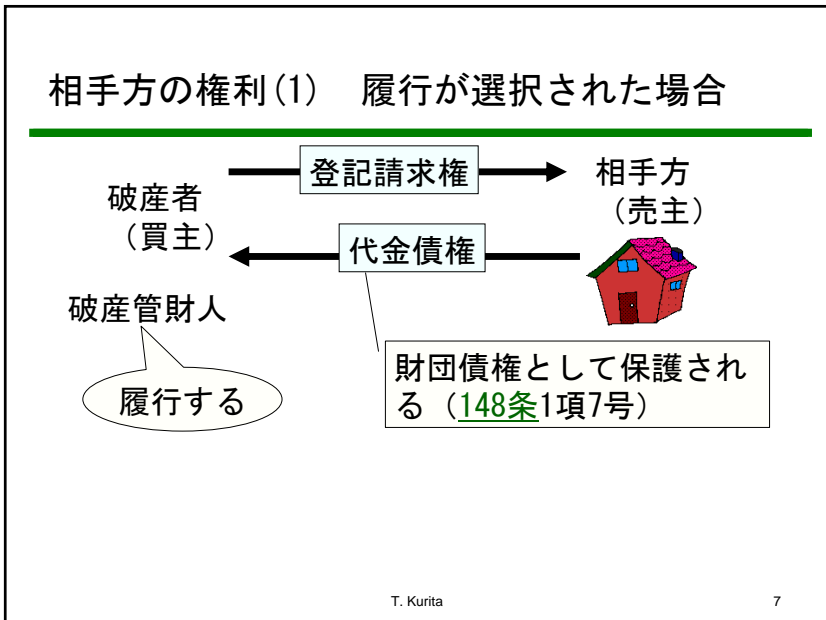 相手方の権利(1)　履行が選択された場合
登記請求権
相手方
（売主）
破産者
（買主）
代金債権
破産管財人
履行する
財団債権として保護され
る（148条1項7号）
T. Kurita
7